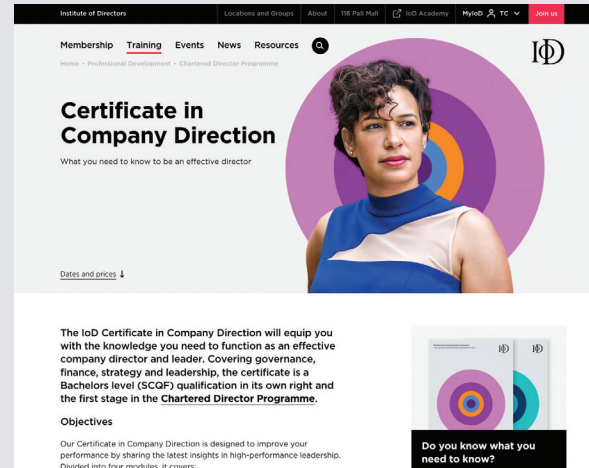 Institute of Directors
Locations and Groups
About
116 Pall Mall
IoD Academy
MyIoD
TC
Join us
Membership
Training
Events
News
Resources
IOD
Home • Professional Development • Chartered Director Programme
Certificate in
Company Direction
What you need to know to be an effective director
Dates and prices ↓
The IoD Certificate in Company Direction will equip you
with the knowledge you need to function as an effective
company director and leader. Covering governance,
finance, strategy and leadership, the certificate is a
Bachelors level (SCQF) qualification in its own right and
the first stage in the Chartered Director Programme.
Objectives
Our Certificate in Company Direction is designed to improve your
performance by sharing the latest insights in high-performance leadership.
Divided into four modules, it covers:
IOD
IOD
Do you know what you
need to know?